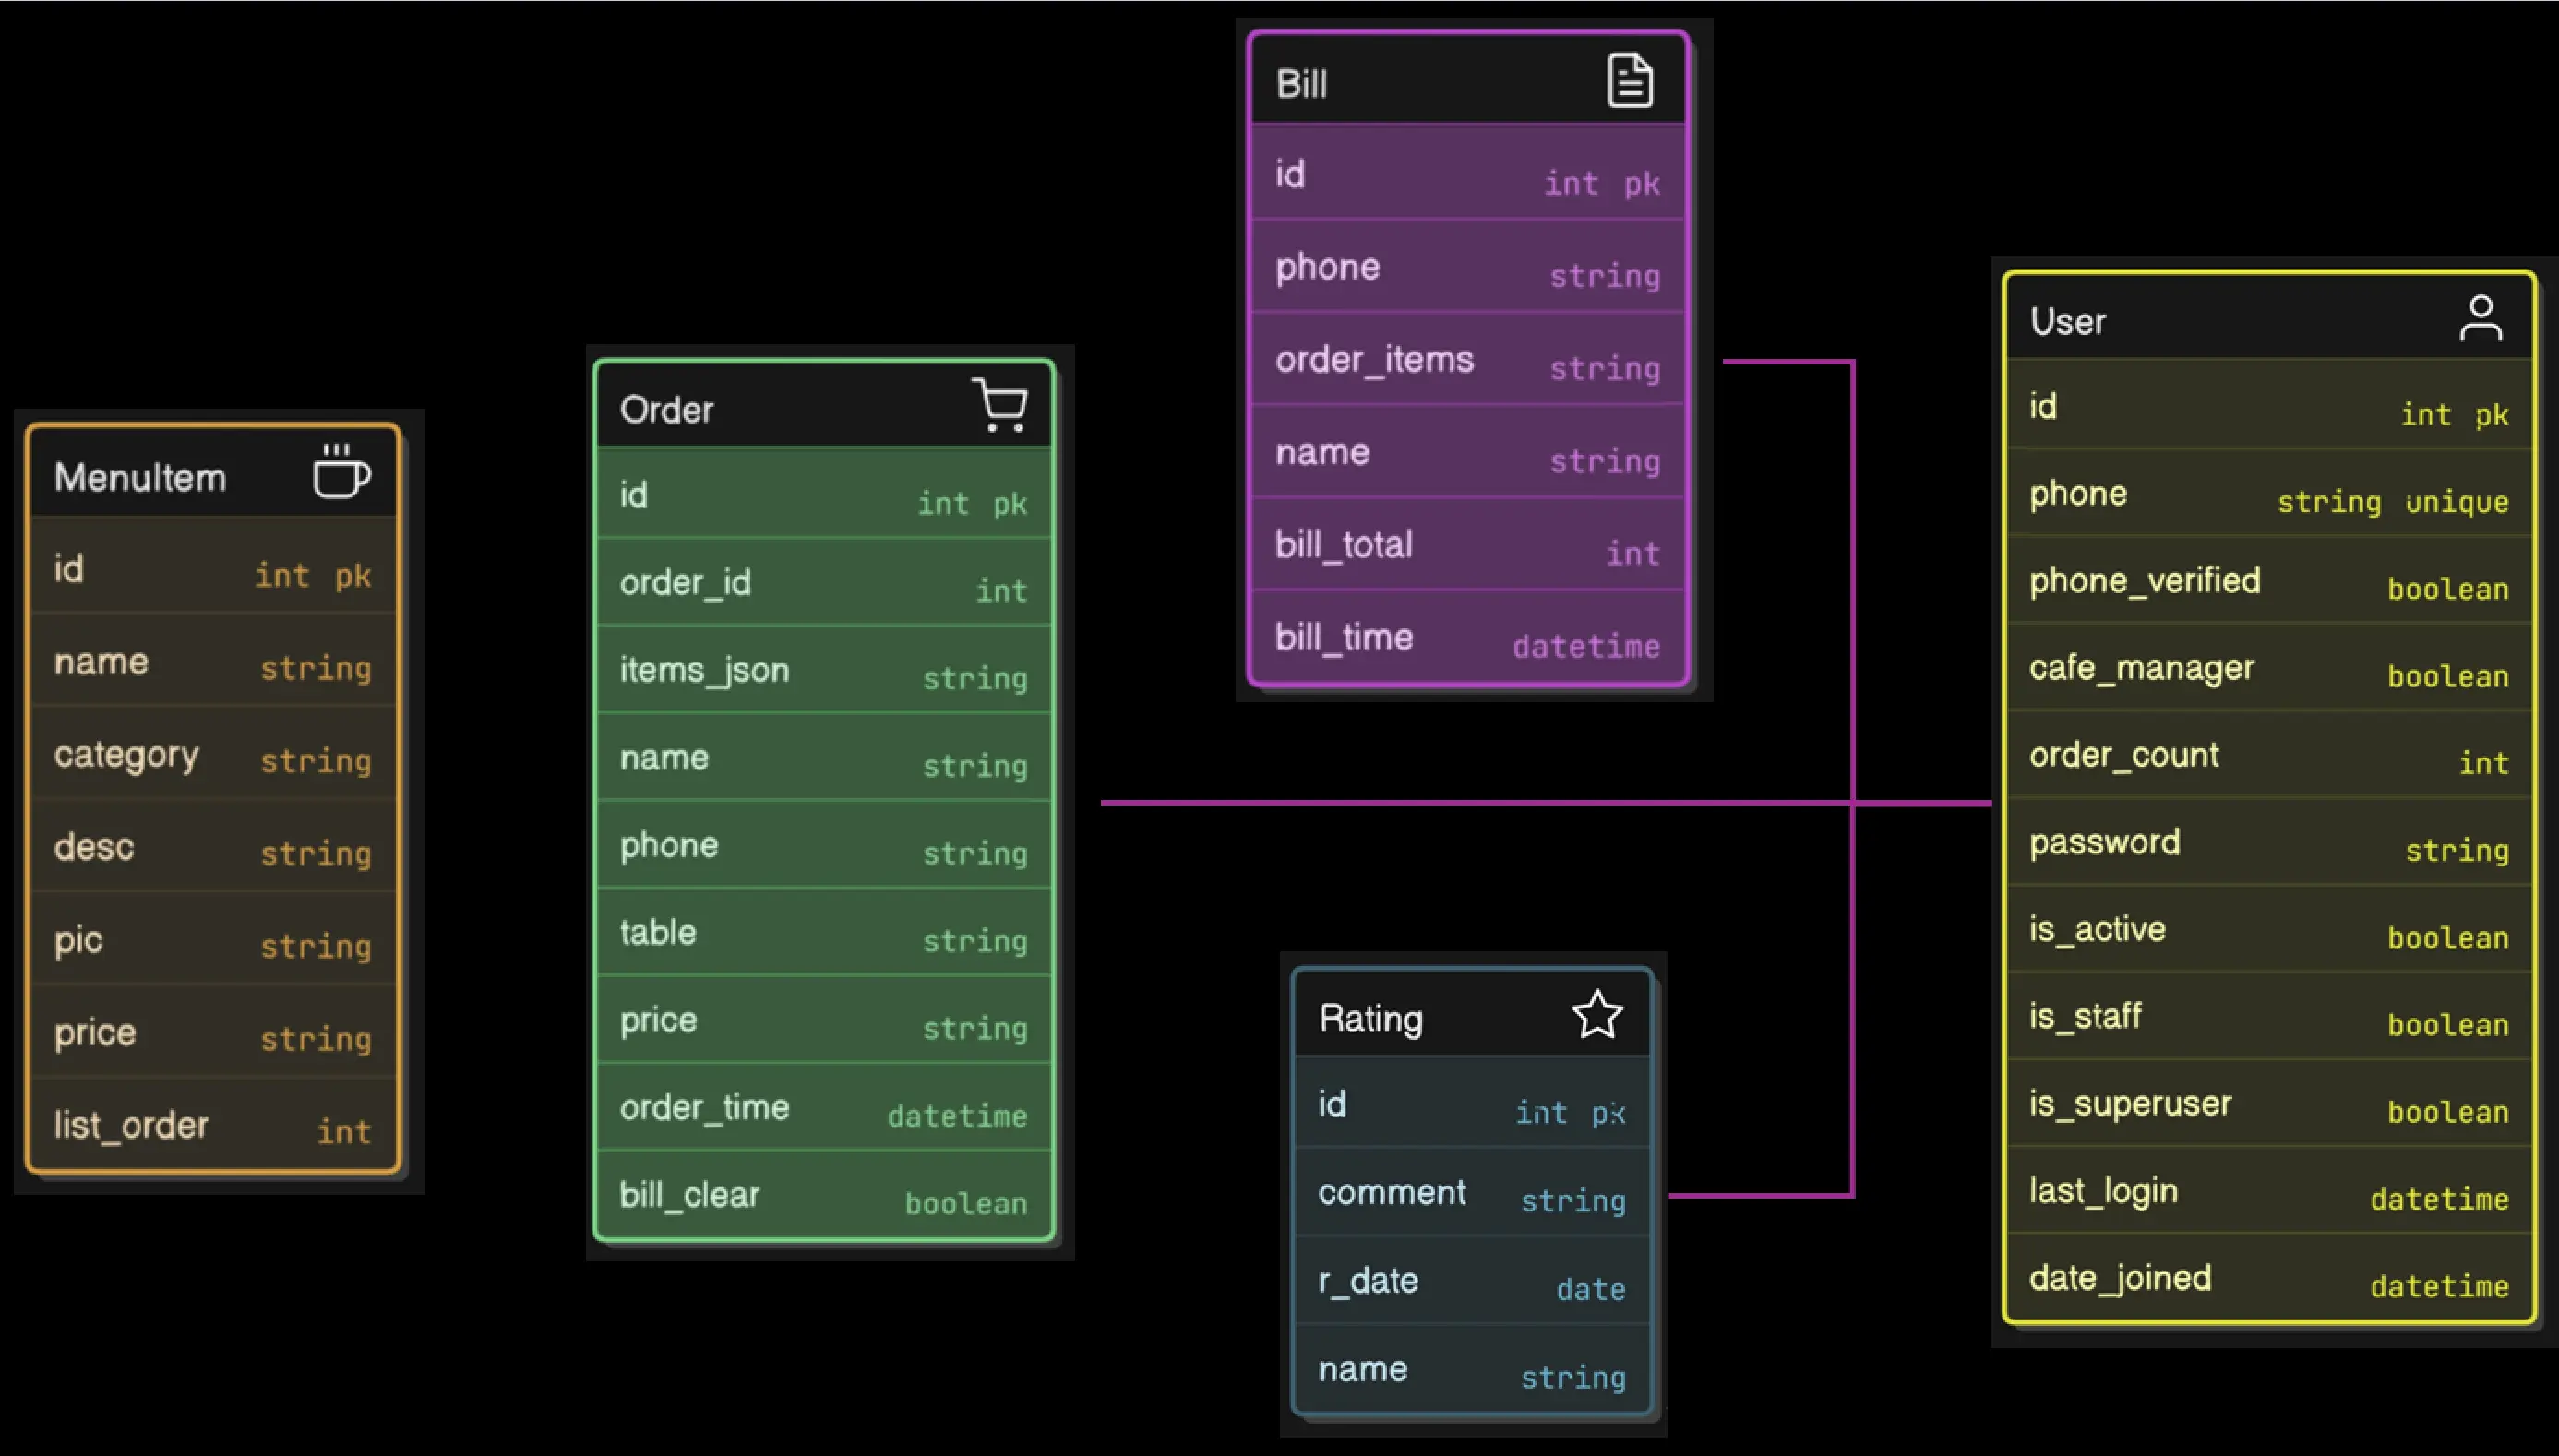 MenuItem
id int pk
name string
category string
desc string
pic string
price string
list_order int
Order
id int pk
order_id int
items_json string
name string
phone string
table string
price string
order_time datetime
bill_clear boolean
Bill
id int pk
phone string
order_items string
name string
bill_total int
bill_time datetime
Rating
id int pk
comment string
r_date date
name string
User
id int pk
phone string unique
phone_verified boolean
cafe_manager boolean
order_count int
password string
is_active boolean
is_staff boolean
is_superuser boolean
last_login datetime
date_joined datetime